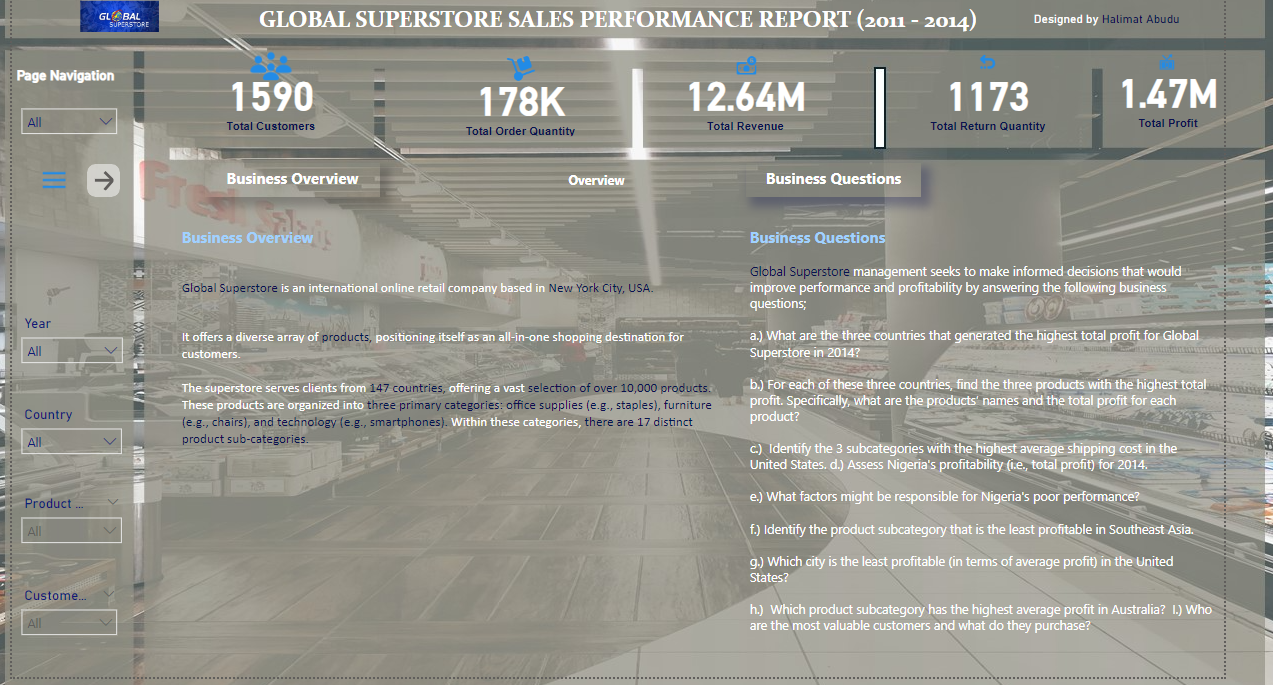 GLOBAL
SUPERSTORE
GLOBAL SUPERSTORE SALES PERFORMANCE REPORT (2011 - 2014)
Designed by Halimat Abudu
Page Navigation
All
1590
Total Customers
178K
Total Order Quantity
12.64M
Total Revenue
1173
Total Return Quantity
1.47M
Total Profit
Business Overview
Overview
Business Questions
Fresh
Year
All
Country
All
Product ...
All
Custome...
All
Business Overview
Global Superstore is an international online retail company based in New York City, USA.
It offers a diverse array of products, positioning itself as an all-in-one shopping destination for
customers.
The superstore serves clients from 147 countries, offering a vast selection of over 10,000 products.
These products are organized into three primary categories: office supplies (e.g., staples), furniture
(e.g., chairs), and technology (e.g., smartphones). Within these categories, there are 17 distinct
product sub-categories.
Business Questions
Global Superstore management seeks to make informed decisions that would
improve performance and profitability by answering the following business
questions;
a.) What are the three countries that generated the highest total profit for Global
Superstore in 2014?
b.) For each of these three countries, find the three products with the highest total
profit. Specifically, what are the products' names and the total profit for each
product?
c.) Identify the 3 subcategories with the highest average shipping cost in the
United States. d.) Assess Nigeria's profitability (i.e., total profit) for 2014.
e.) What factors might be responsible for Nigeria's poor performance?
f.) Identify the product subcategory that is the least profitable in Southeast Asia.
g.) Which city is the least profitable (in terms of average profit) in the United
States?
h.) Which product subcategory has the highest average profit in Australia? I.) Who
are the most valuable customers and what do they purchase?